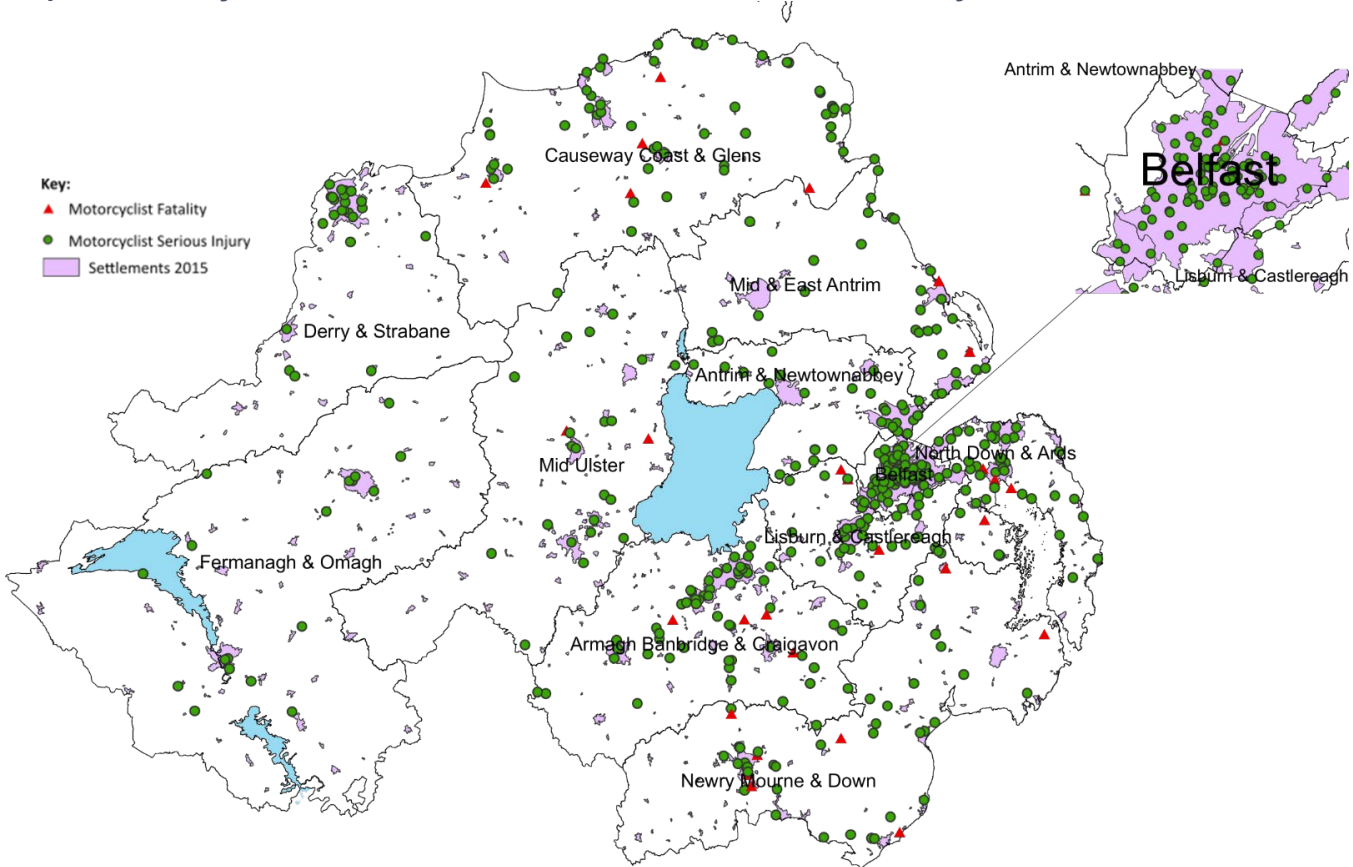 Antrim & Newtownabbey
Belfast
Lisburn & Castlereagh
Key:
Motorcyclist Fatality
Motorcyclist Serious Injury
Settlements 2015
Causeway Coast & Glens
Mid & East Antrim
Derry & Strabane
Antrim & Newtownabbey
North Down & Ards
Mid Ulster
Belfast
Lisburn & Castlereagh
Fermanagh & Omagh
Armagh Banbridge & Craigavon
Newry Mourne & Down